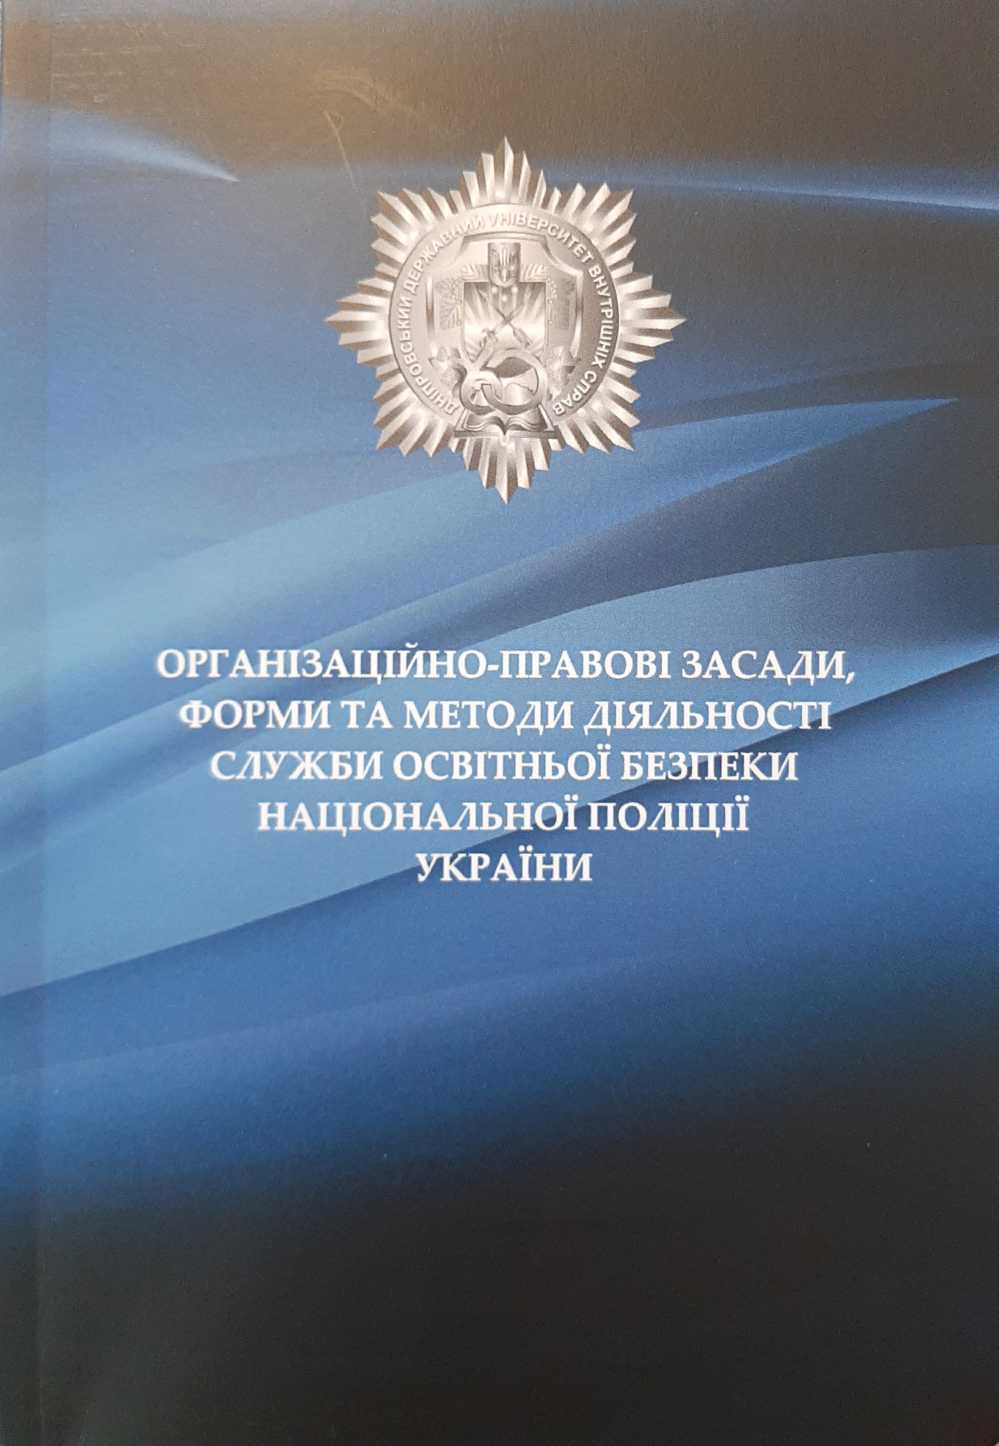 ДНІПРОВСЬКИЙ ДЕРЖАВНИЙ УНІВЕРСИТЕТ ВНУТРІШНІХ СПРАВ
ОРГАНІЗАЦІЙНО-ПРАВОВІ ЗАСАДИ,
ФОРМИ ТА МЕТОДИ ДІЯЛЬНОСТІ
СЛУЖБИ ОСВІТНЬОЇ БЕЗПЕКИ
НАЦІОНАЛЬНОЇ ПОЛІЦІЇ
УКРАЇНИ